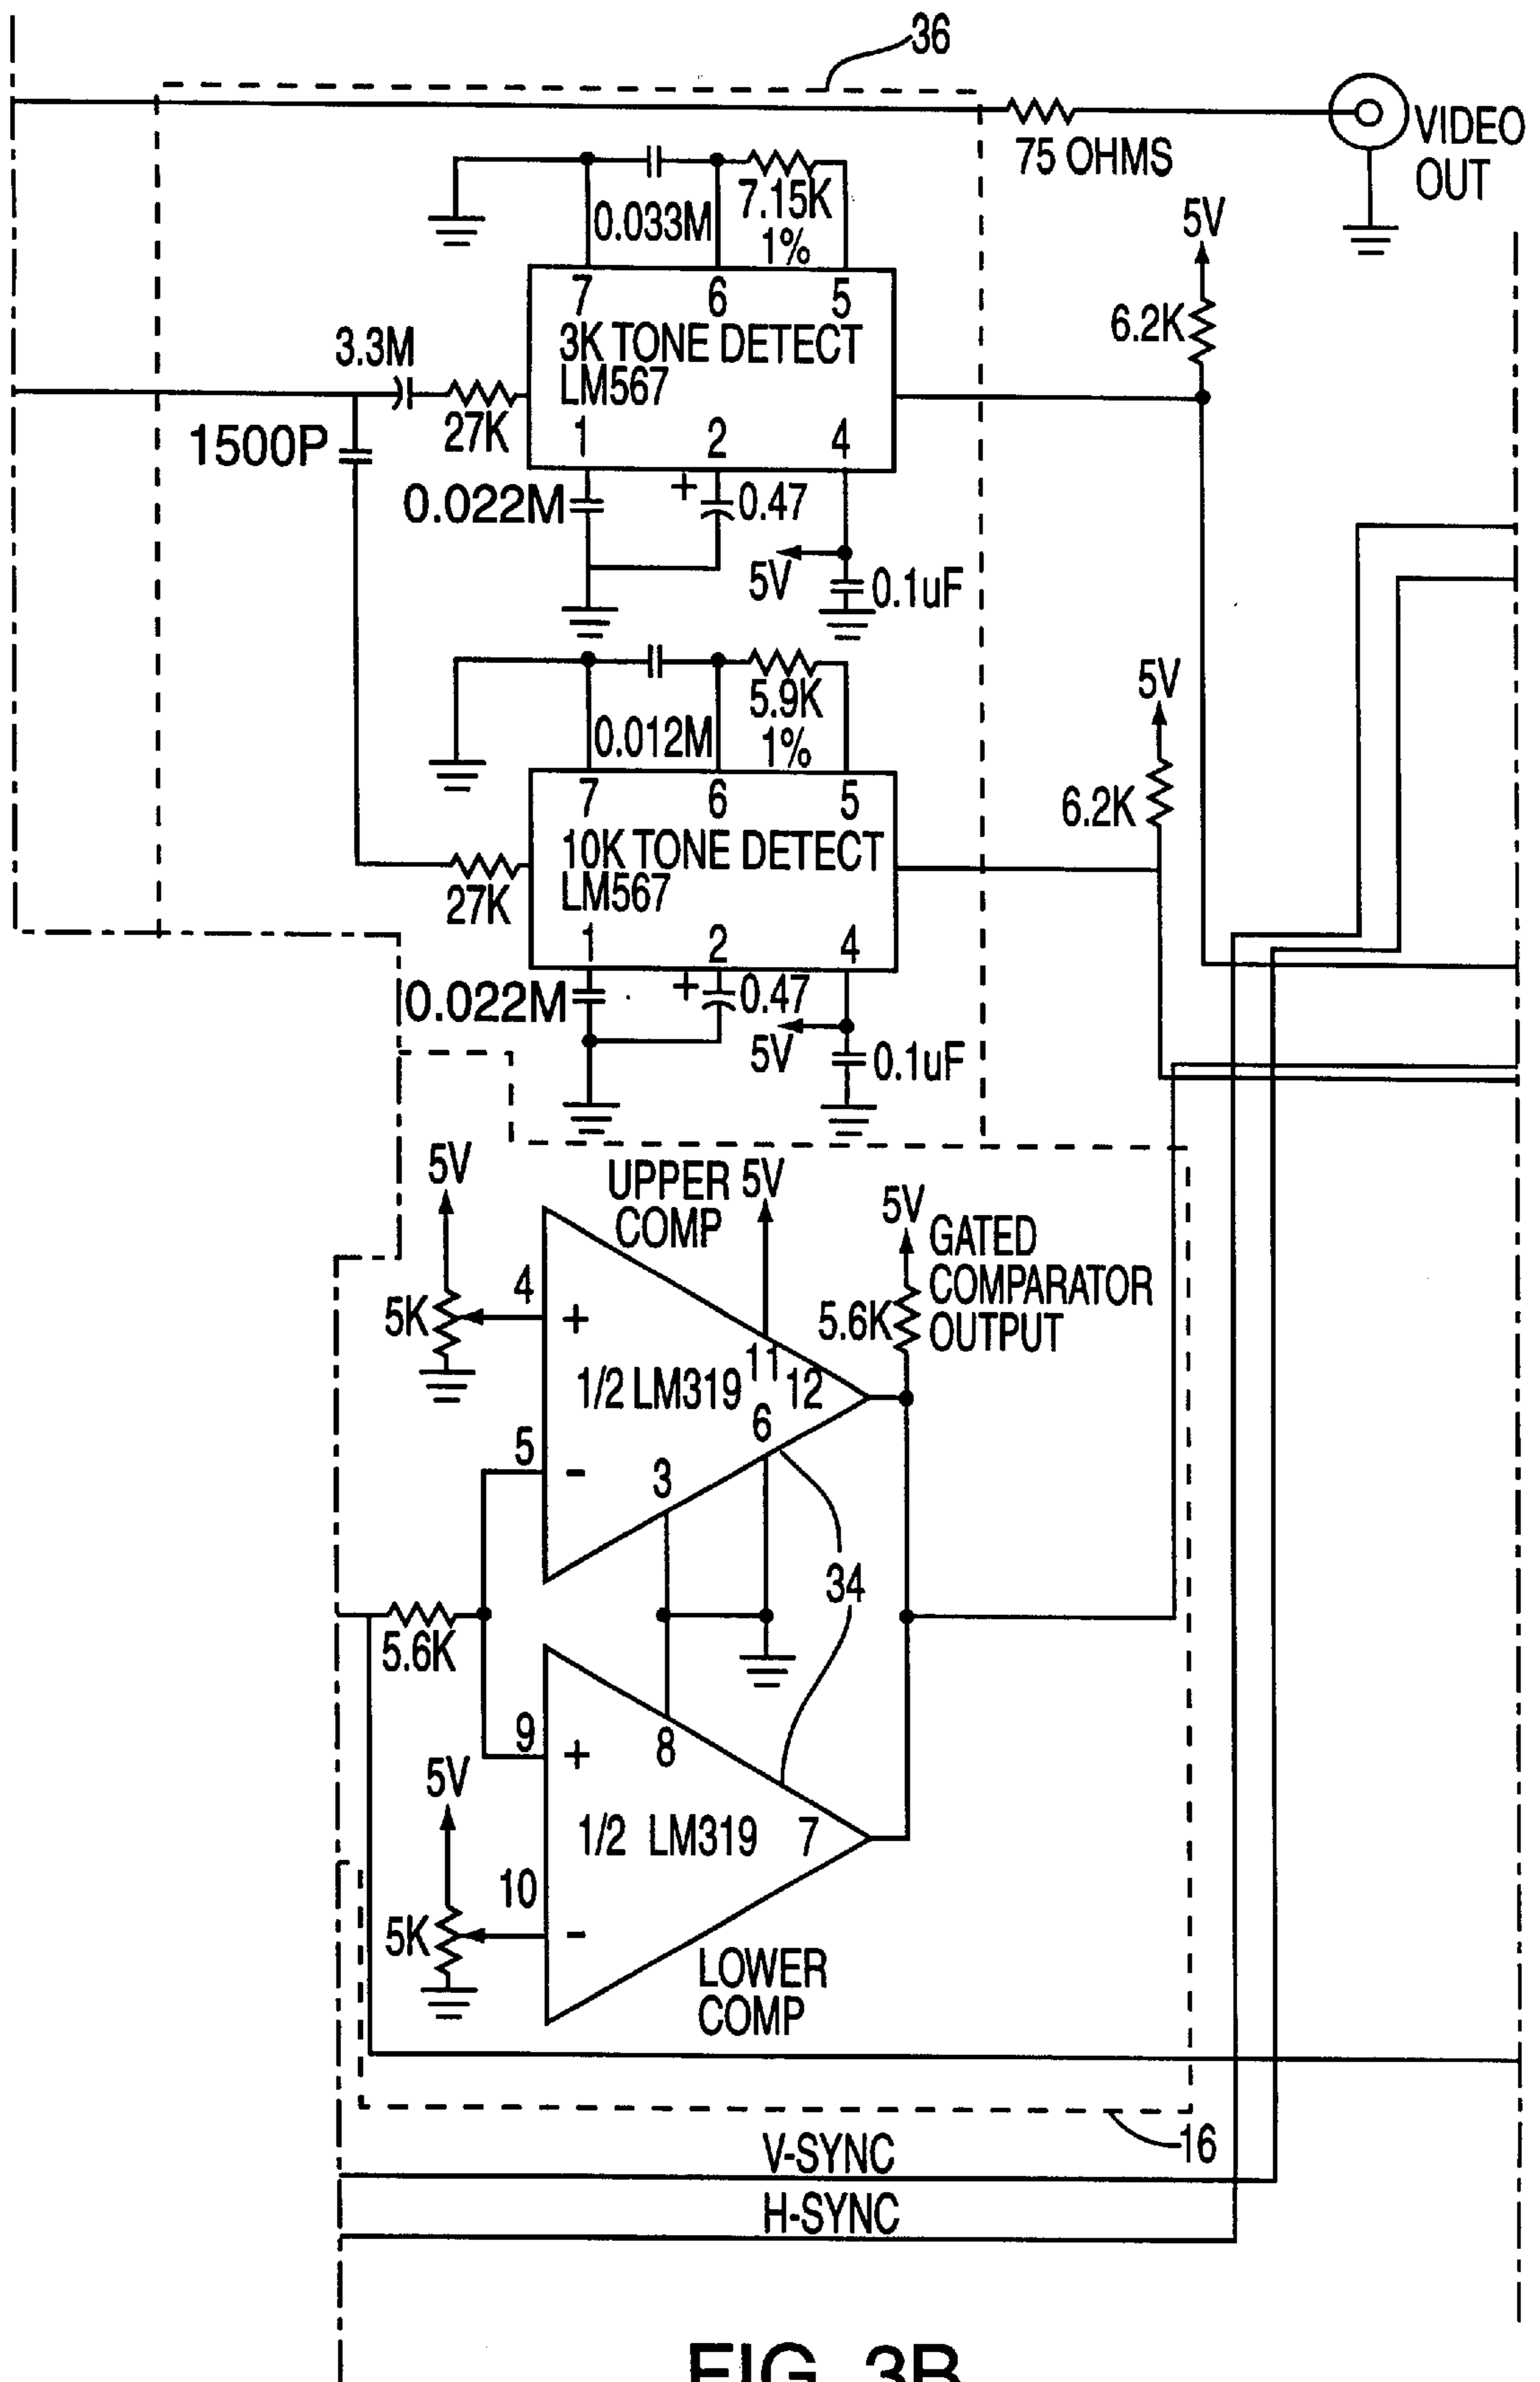 36
VIDEO
OUT
75 OHMS
7.15K
1%
0.033M
5V
6.2K
7 6 5
3K TONE DETECT
LM567
1 2 4
3.3M
27K
1500P
0.022M
+ 0.47
5V
0.1uF
5.9K
1%
0.012M
5V
6.2K
7 6 5
10K TONE DETECT
LM567
1 2 4
27K
0.022M
+ 0.47
5V
0.1uF
5V
UPPER
COMP
5V
5V
GATED
COMPARATOR
OUTPUT
5K
4
+
5.6K
11
1/2 LM319
12
6
5
-
3
34
5.6K
9
+
8
5V
1/2 LM319
7
10
5K
-
LOWER
COMP
16
V-SYNC
H-SYNC
FIG. 3B